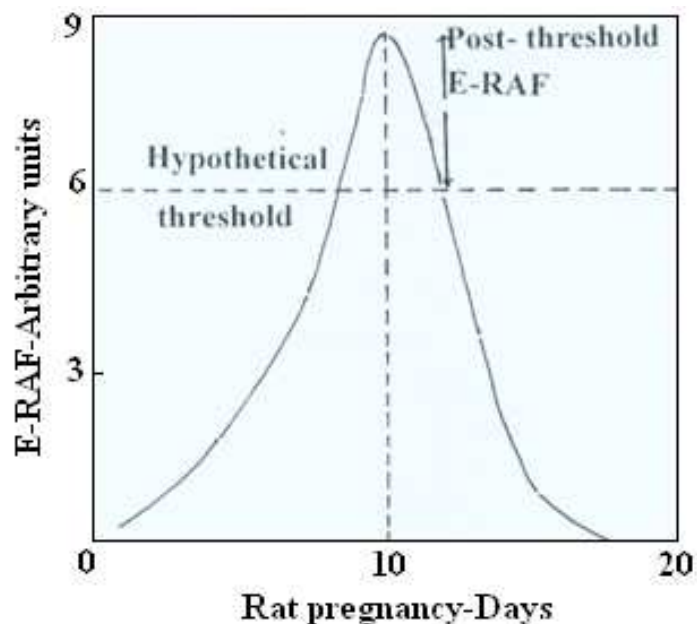 9
Post- threshold
E-RAF
Hypothetical
6
threshold
3
E-RAF-Arbitrary units
0
10
20
Rat pregnancy-Days